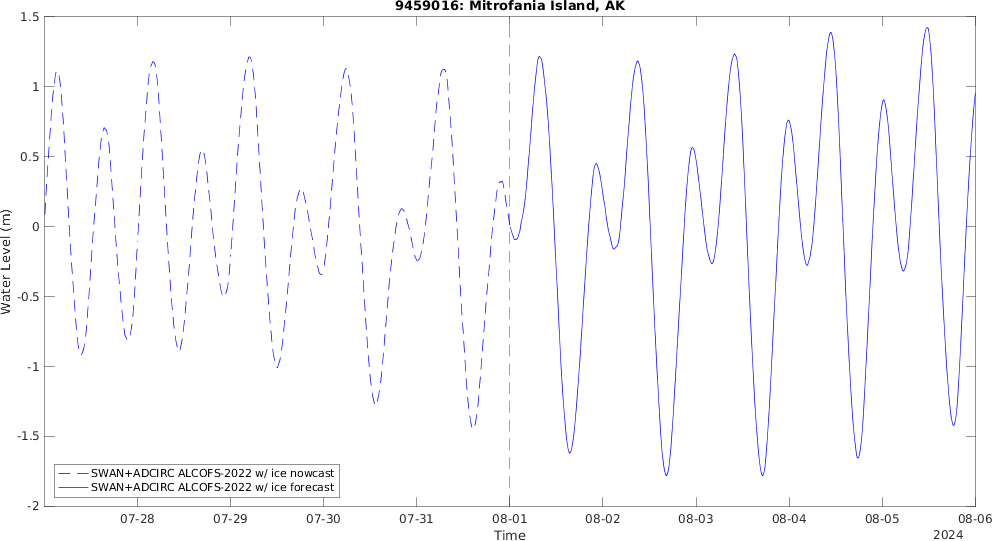 9459016: Mitrofania Island, AK
1.5
1
0.5
0
-0.5
-1
-1.5
-2
Water Level (m)
SWAN+ADCIRC ALCOFS-2022 w/ ice nowcast
SWAN+ADCIRC ALCOFS-2022 w/ ice forecast
07-28 07-29 07-30 07-31 08-01 08-02 08-03 08-04 08-05 08-06
Time
2024